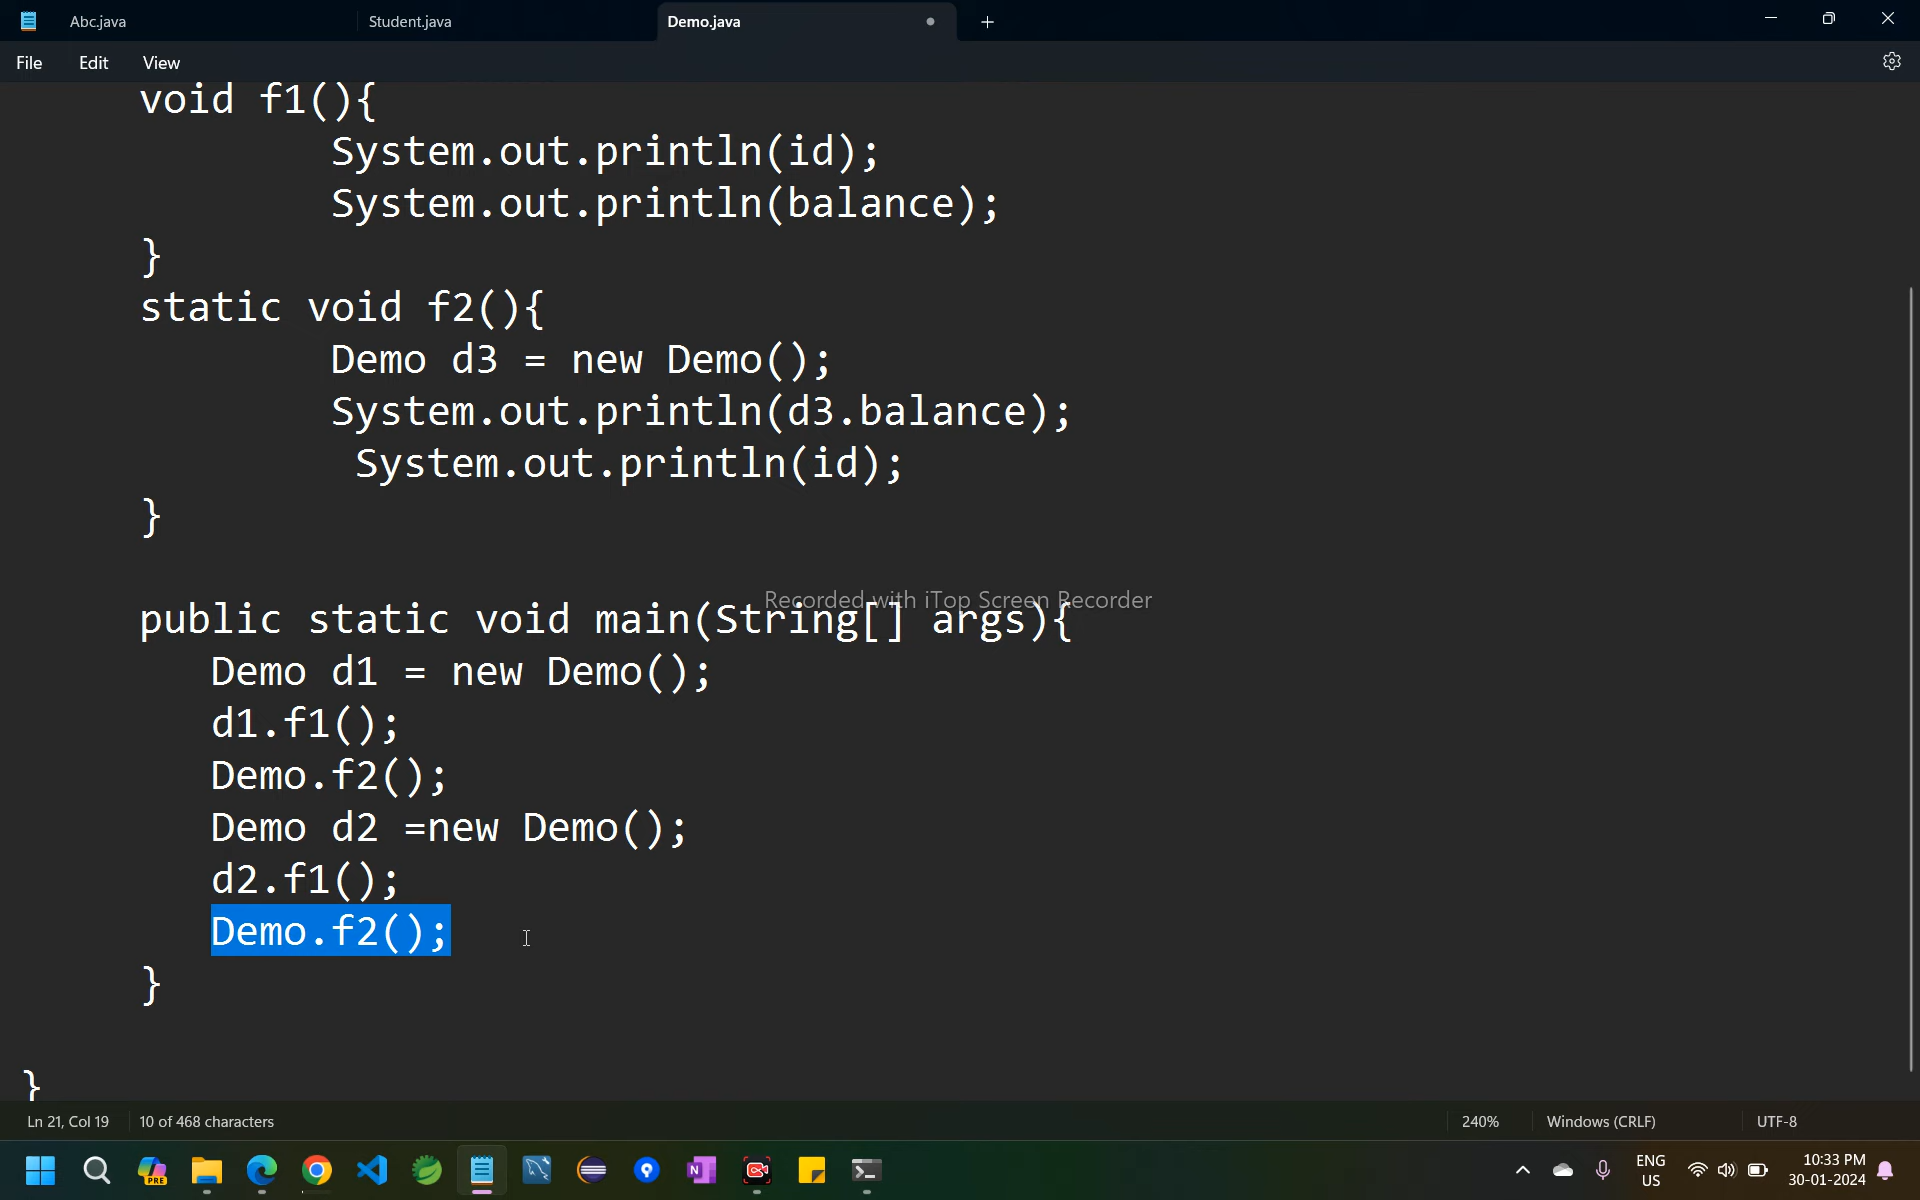 Abc.java
Student.java
Demo.java
File Edit View
void f1(){
System.out.println(id);
System.out.println(balance);
}
static void f2(){
Demo d3 = new Demo();
System.out.println(d3.balance);
System.out.println(id);
}
Recorded with iTop Screen Recorder
public static void main(String[] args){
Demo d1 = new Demo();
d1.f1();
Demo.f2();
Demo d2 =new Demo();
d2.f1();
Demo.f2();
}
}
Ln 21, Col 19 10 of 468 characters 240% Windows (CRLF) UTF-8
PRE
N
ENG
US
10:33 PM
30-01-2024